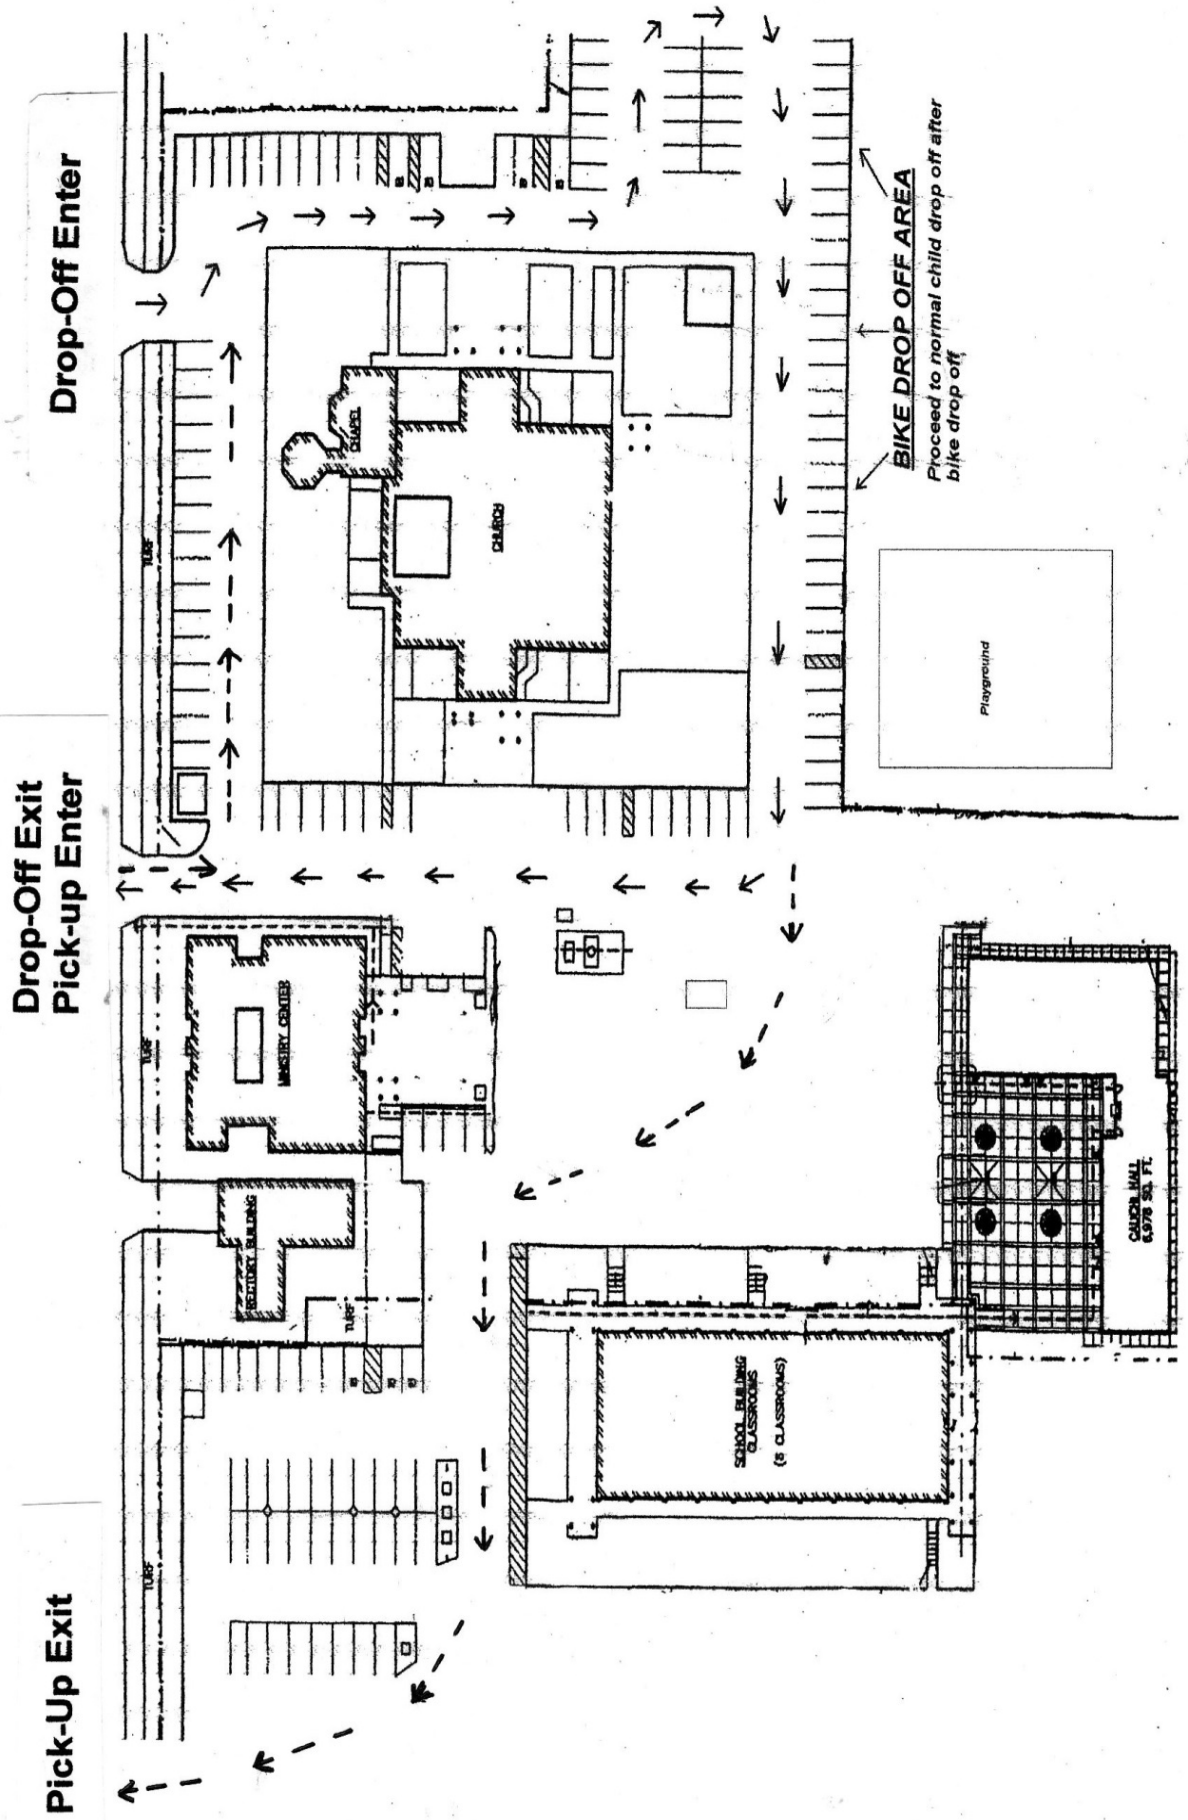 Pick-Up Exit
Drop-Off Exit
Pick-up Enter
Drop-Off Enter
TURF
TURF
TURF
RECTORY BUILDING
TURF
MINISTRY CENTER
CHAPEL
CHURCH
SCHOOL BUILDING
CLASSROOMS
(8 CLASSROOMS)
Playground
BIKE DROP OFF AREA
Proceed to normal child drop off after
bike drop off
HALL
6,978 SQ. FT.